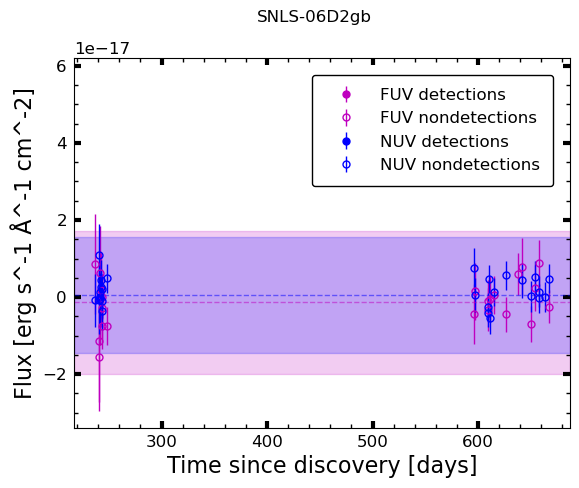 SNLS-06D2gb
1e−17
6
4
2
0
−2
FUV detections
FUV nondetections
NUV detections
NUV nondetections
Flux [erg s^-1 Å^-1 cm^-2]
300 400 500 600
Time since discovery [days]